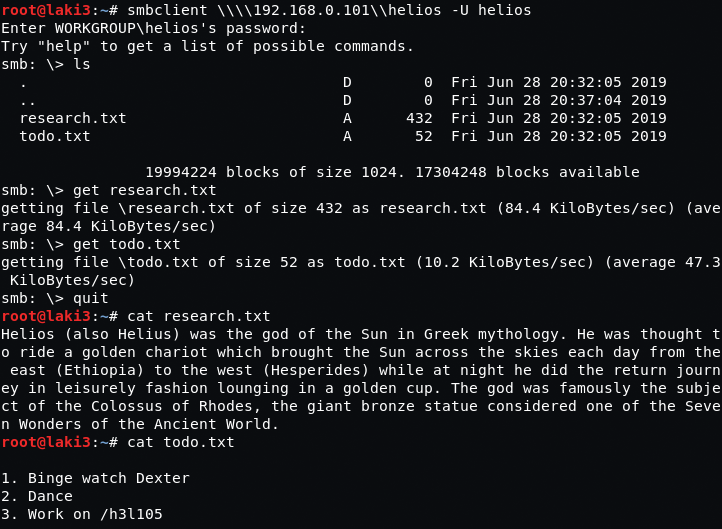 root@laki3:~# smbclient \\\\192.168.0.101\\helios -U helios
Enter WORKGROUP\helios's password:
Try "help" to get a list of possible commands.
smb: \> ls
  .                                   D        0  Fri Jun 28 20:32:05 2019
  ..                                  D        0  Fri Jun 28 20:37:04 2019
  research.txt                        A      432  Fri Jun 28 20:32:05 2019
  todo.txt                            A       52  Fri Jun 28 20:32:05 2019

                19994224 blocks of size 1024. 17304248 blocks available
smb: \> get research.txt
getting file \research.txt of size 432 as research.txt (84.4 KiloBytes/sec) (ave
rage 84.4 KiloBytes/sec)
smb: \> get todo.txt
getting file \todo.txt of size 52 as todo.txt (10.2 KiloBytes/sec) (average 47.3
 KiloBytes/sec)
smb: \> quit
root@laki3:~# cat research.txt
Helios (also Helius) was the god of the Sun in Greek mythology. He was thought t
o ride a golden chariot which brought the Sun across the skies each day from the
 east (Ethiopia) to the west (Hesperides) while at night he did the return journ
ey in leisurely fashion lounging in a golden cup. The god was famously the subje
ct of the Colossus of Rhodes, the giant bronze statue considered one of the Seve
n Wonders of the Ancient World.
root@laki3:~# cat todo.txt

1. Binge watch Dexter
2. Dance
3. Work on /h3l105